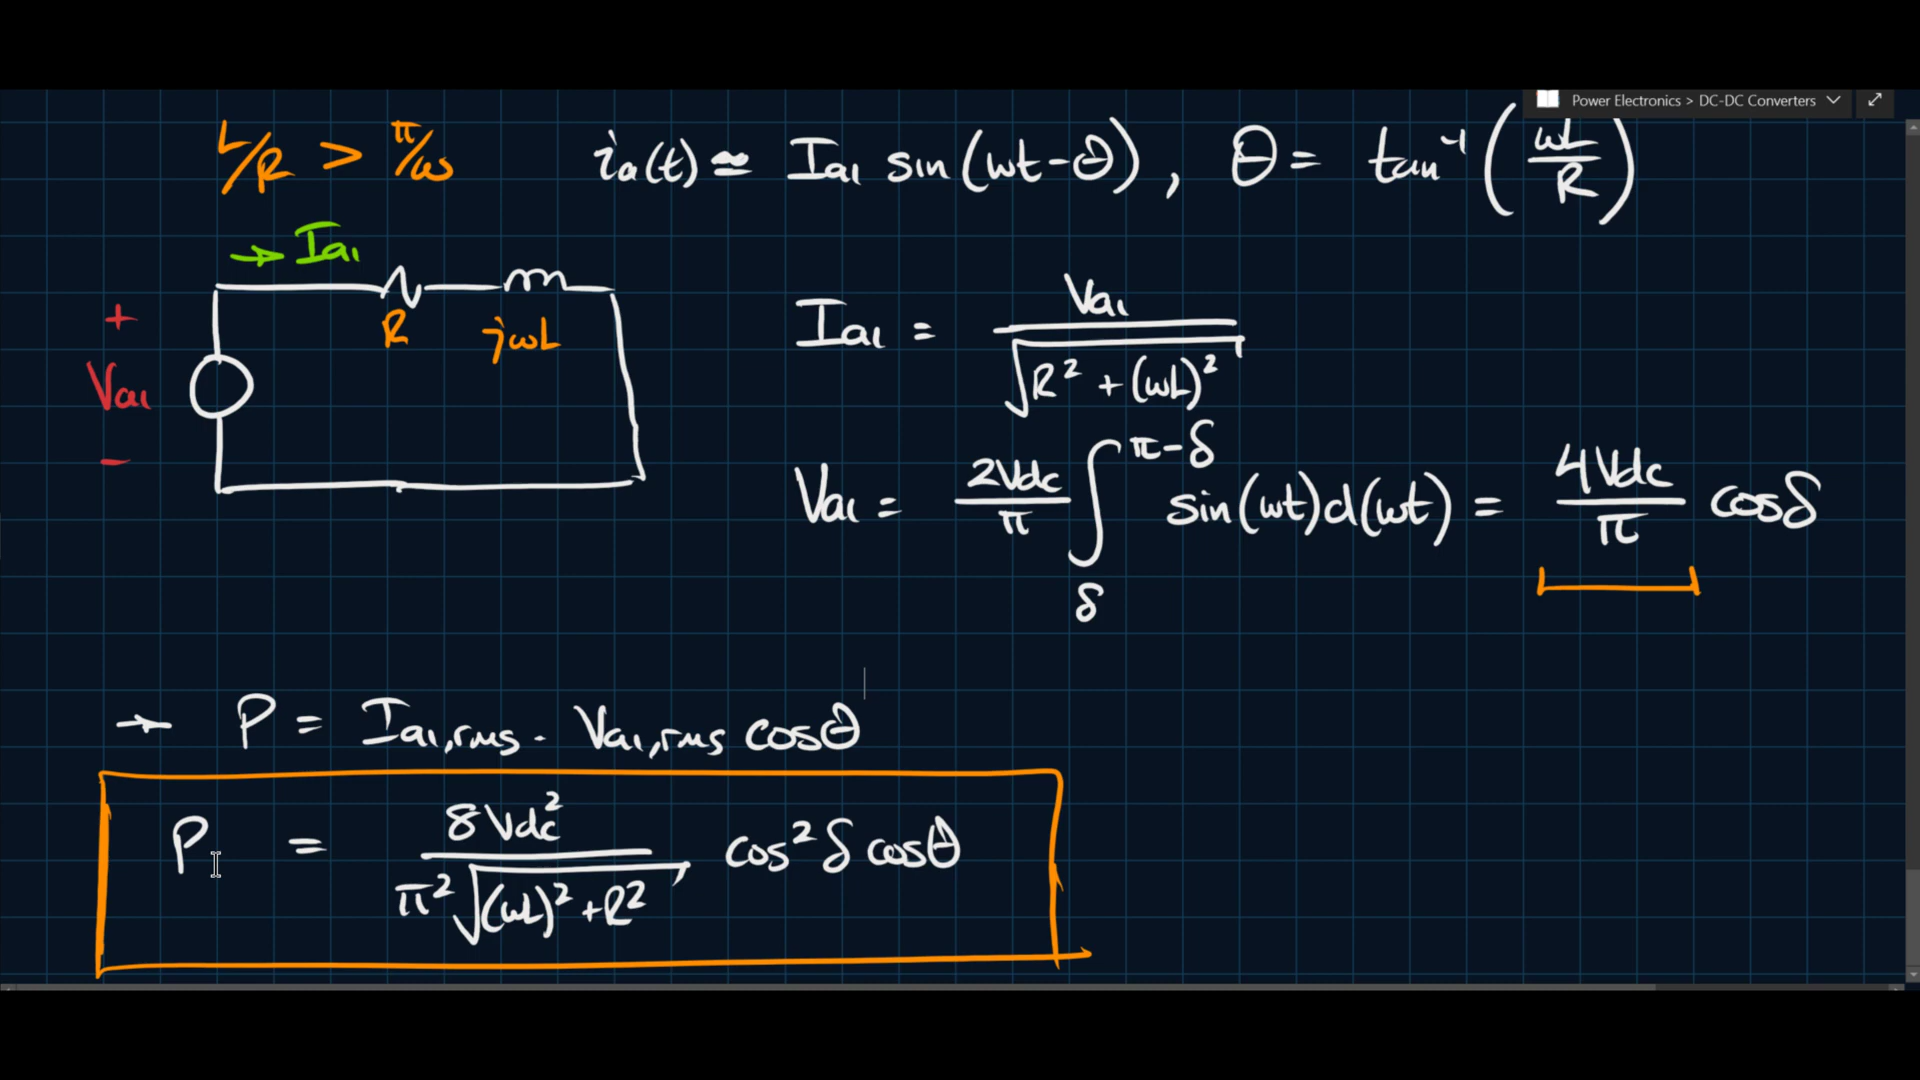 Power Electronics > DC-DC Converters
L/R > π/ω
ia(t) ≃ Ia1 sin(ωt-θ), θ = tan⁻¹(ωL/R)
→ Ia1
+
R
jωL
Va1
-
Ia1 = Va1 / √(R² + (ωL)²)
Va1 = 2Vdc/π ∫_δ^(π-δ) sin(ωt)d(ωt) = 4Vdc/π cosδ
→ P = Ia1,rms · Va1,rms cosθ
P = 8Vdc² / (π²√((ωL)²+R²)) cos²δ cosθ